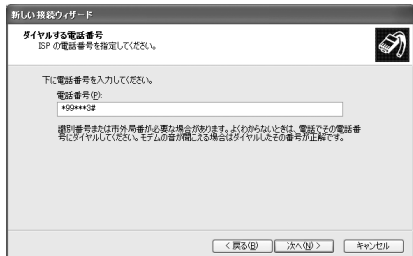 新しい接続ウィザード
ダイヤルする電話番号
ISP の電話番号を指定してください。
下に電話番号を入力してください。
電話番号(P):
*99***3#
識別番号または市外局番が必要な場合があります。よくわからないときは、電話でその電話番
号にダイヤルしてください。モデムの音が聞こえる場合はダイヤルしたその番号が正解です。
< 戻る(B)
次へ(N) >
キャンセル